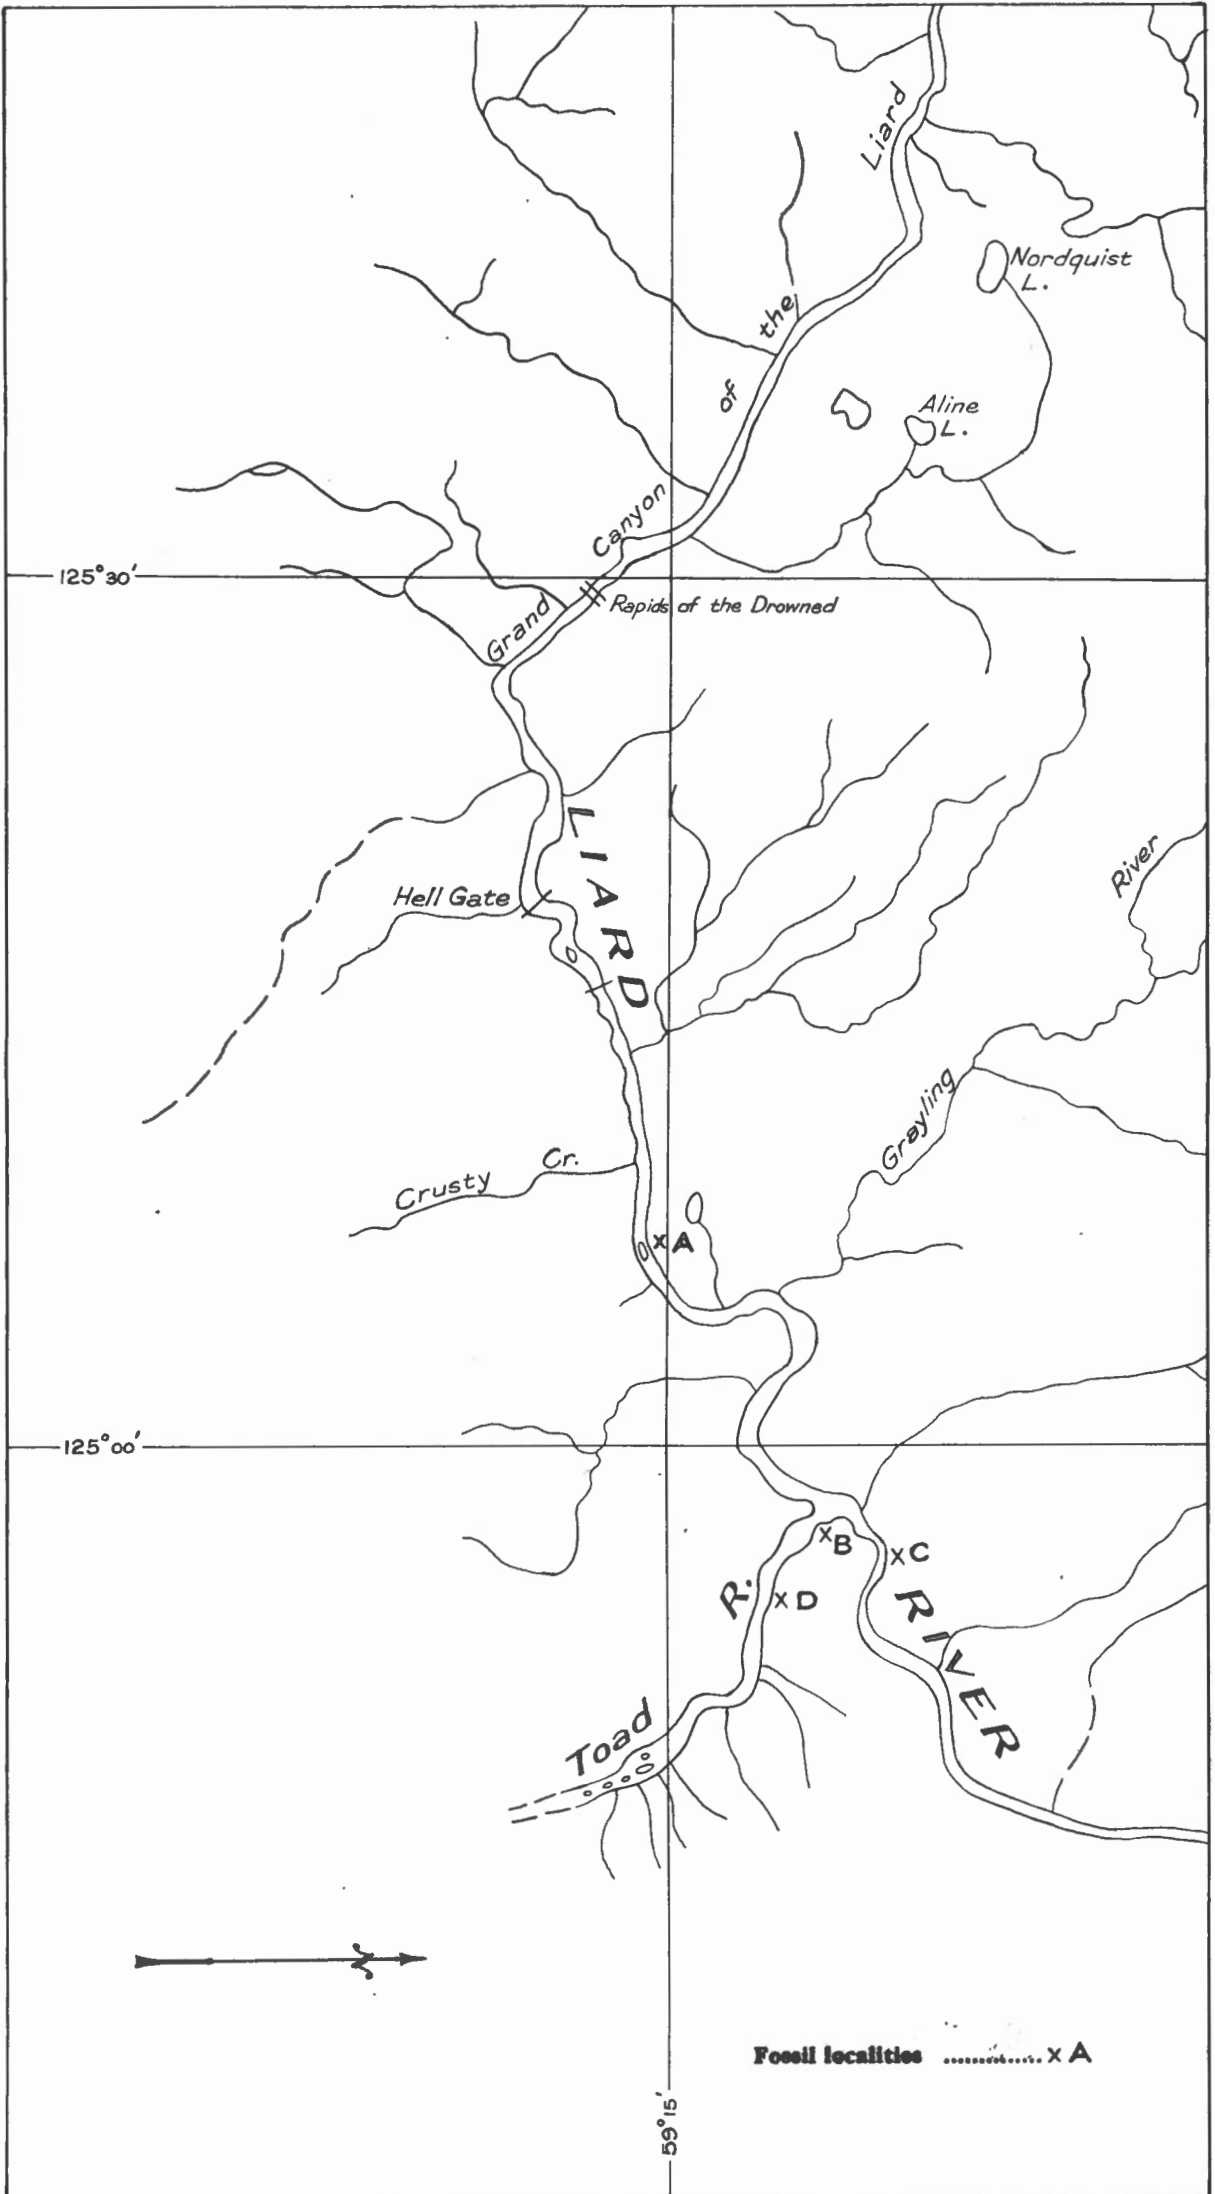 Grand Canyon of the Liard
Nordquist
L.
Aline
L.
125°30'
Rapids of the Drowned
LIARD RIVER
Hell Gate
Grayling River
Crusty Cr.
x A
125°00'
x B
x C
x D
Toad R.
Fossil localities .............. x A
59°15'